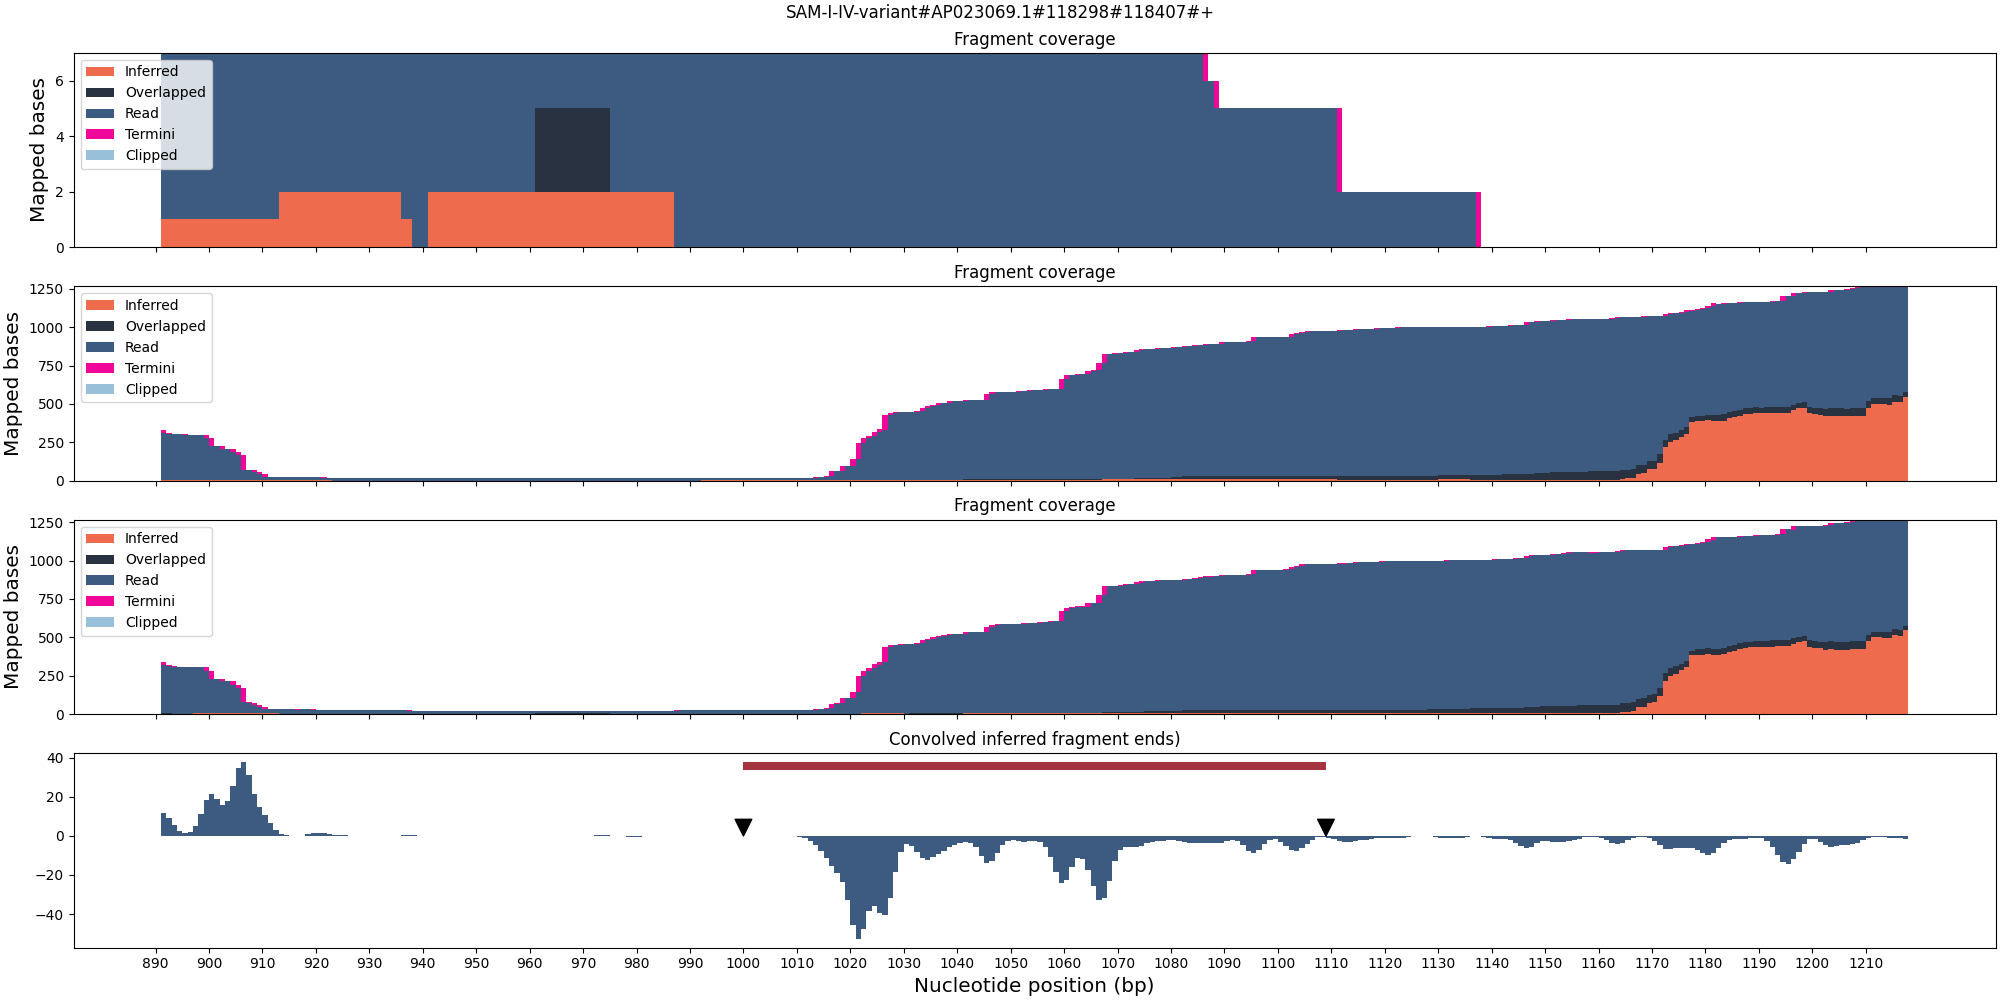 SAM-I-IV-variant#AP023069.1#118298#118407#+
Fragment coverage
Mapped bases
6
4
2
0
Inferred
Overlapped
Read
Termini
Clipped
Fragment coverage
Mapped bases
1250
1000
750
500
250
0
Inferred
Overlapped
Read
Termini
Clipped
Fragment coverage
Mapped bases
1250
1000
750
500
250
0
Inferred
Overlapped
Read
Termini
Clipped
Convolved inferred fragment ends)
40
20
0
−20
−40
890 900 910 920 930 940 950 960 970 980 990 1000 1010 1020 1030 1040 1050 1060 1070 1080 1090 1100 1110 1120 1130 1140 1150 1160 1170 1180 1190 1200 1210
Nucleotide position (bp)